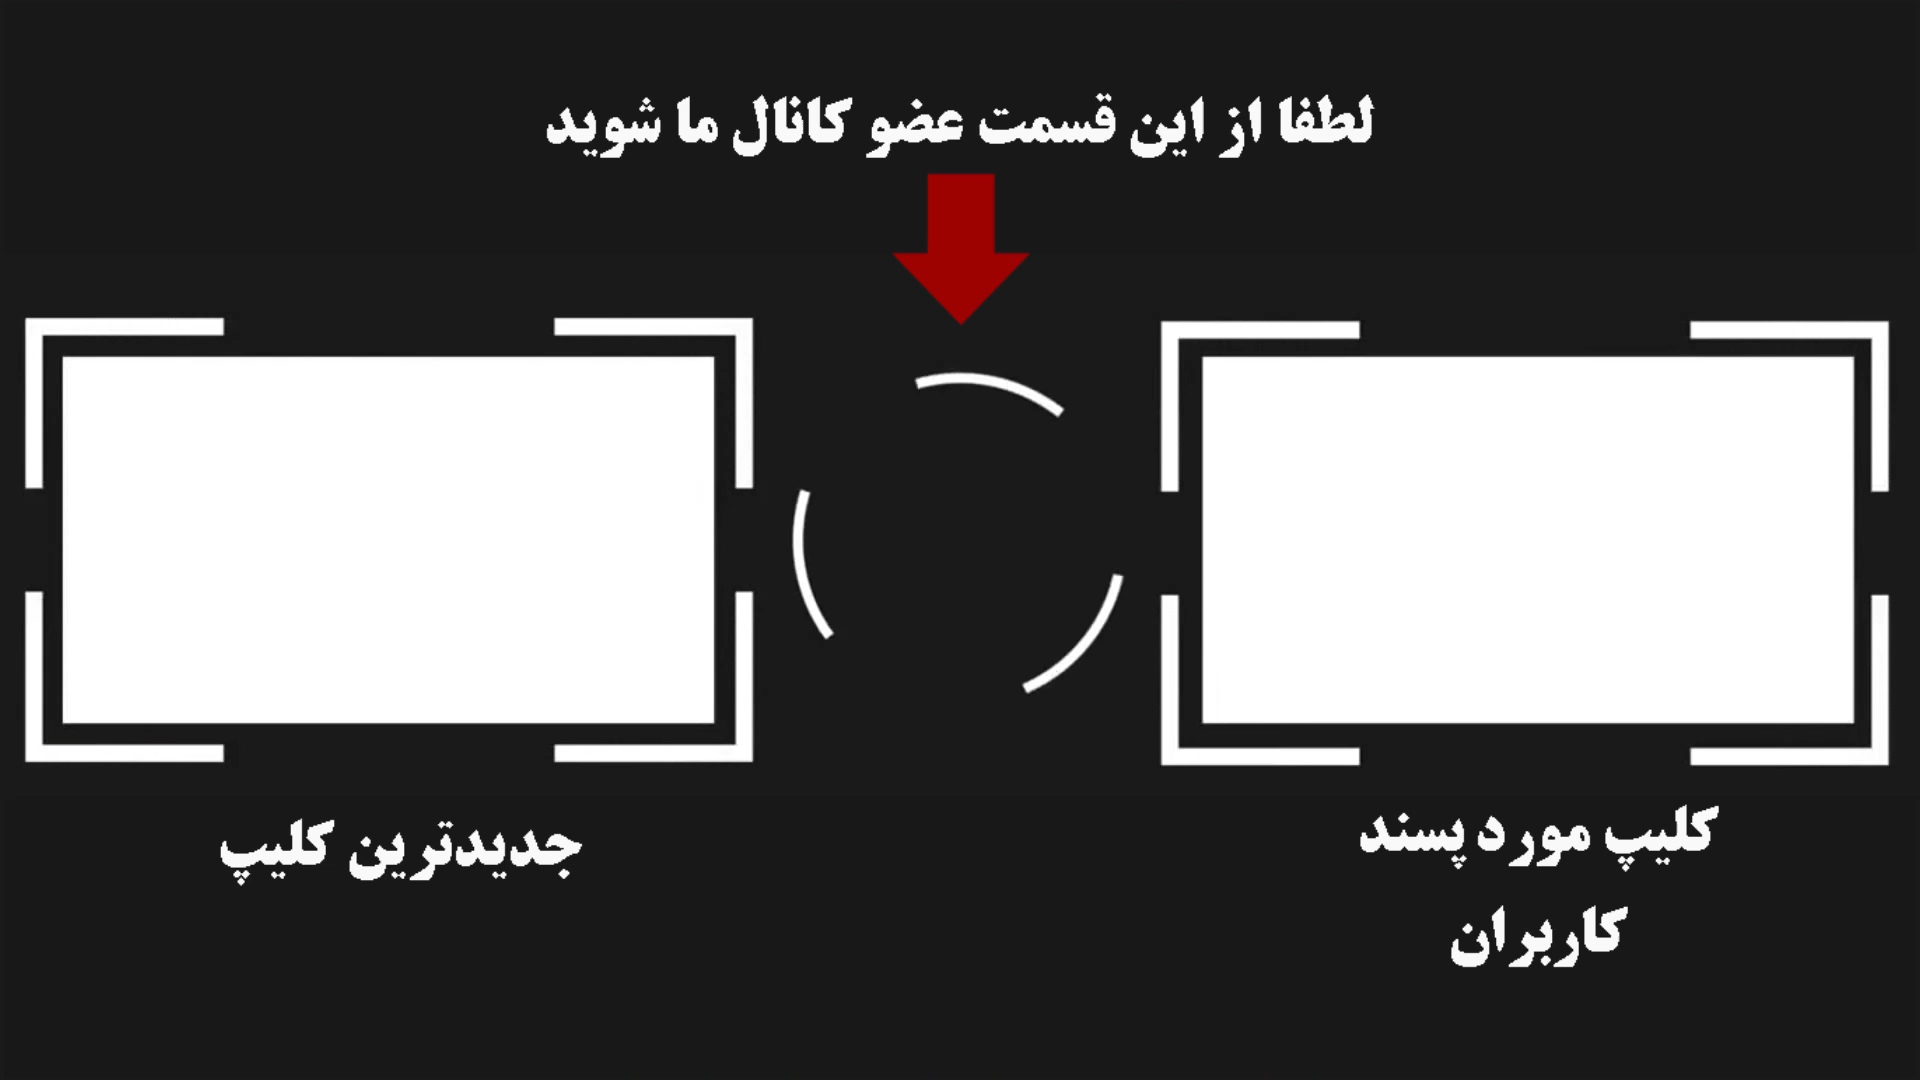 لطفا از این قسمت عضو کانال ما شوید
کلیپ مورد پسند
کاربران
جدیدترین کلیپ